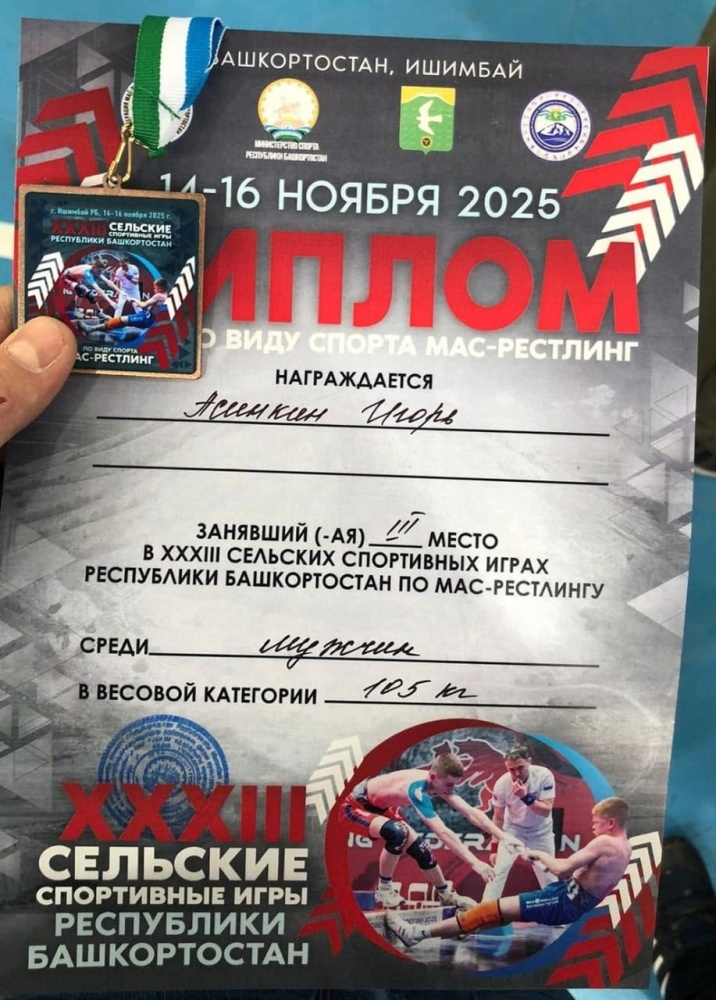 БАШКОРТОСТАН, ИШИМБАЙ
МИНИСТЕРСТВО СПОРТА
РЕСПУБЛИКИ БАШКОРТОСТАН
14-16 НОЯБРЯ 2025
ИПЛОМ
О ВИДУ СПОРТА МАС-РЕСТЛИНГ
г. Ишимбай РБ, 14-16 ноября 2025 г.
XXXIII СЕЛЬСКИЕ
СПОРТИВНЫЕ ИГРЫ
РЕСПУБЛИКИ БАШКОРТОСТАН
ПО ВИДУ СПОРТА
МАС-РЕСТЛИНГ
НАГРАЖДАЕТСЯ
Асинкин Игорь
ЗАНЯВШИЙ (-АЯ) III МЕСТО
В XXXIII СЕЛЬСКИХ СПОРТИВНЫХ ИГРАХ
РЕСПУБЛИКИ БАШКОРТОСТАН ПО МАС-РЕСТЛИНГУ
СРЕДИ мужчин
В ВЕСОВОЙ КАТЕГОРИИ 105 кг
XXXIII
СЕЛЬСКИЕ
СПОРТИВНЫЕ ИГРЫ
РЕСПУБЛИКИ
БАШКОРТОСТАН